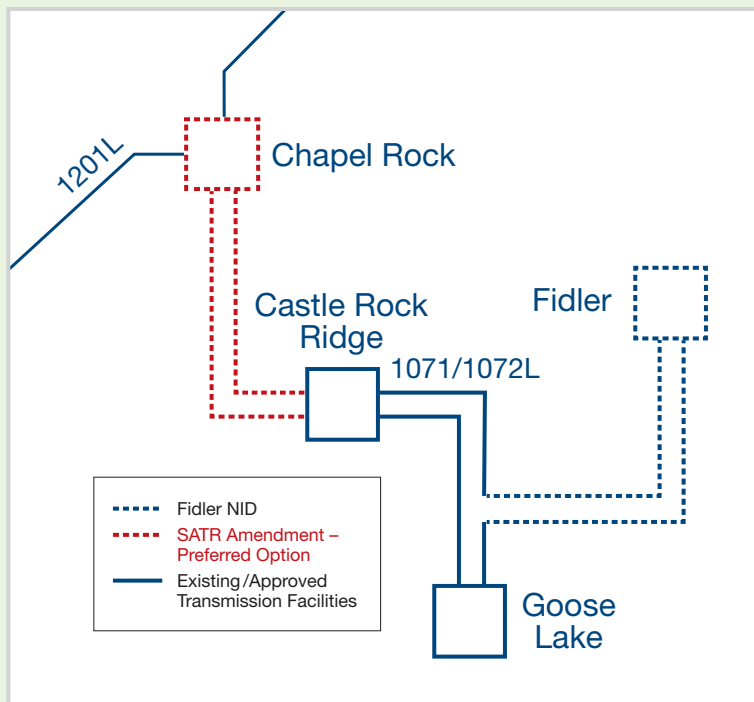 1201L
Chapel Rock
Castle Rock
Ridge
Fidler
1071/1072L
Fidler NID
SATR Amendment –
Preferred Option
Existing/Approved
Transmission Facilities
Goose
Lake